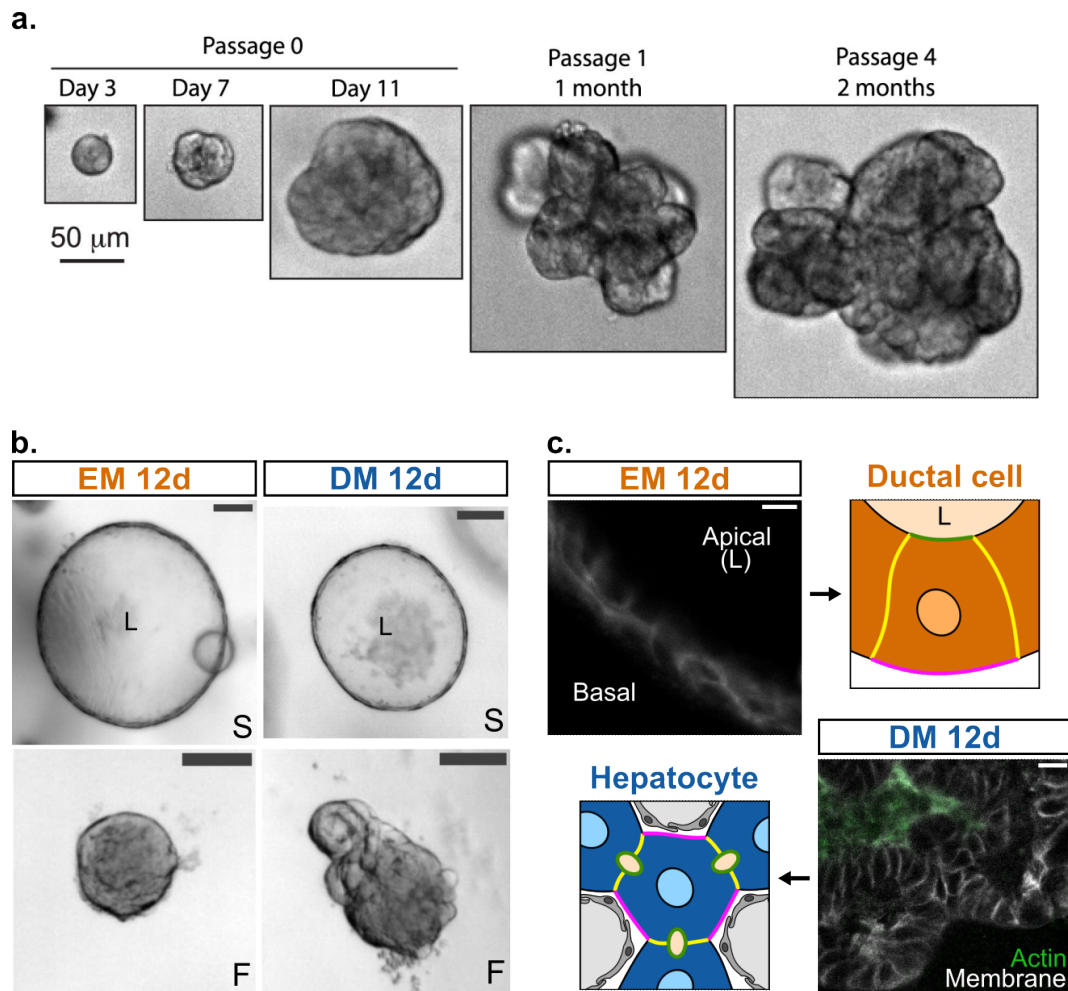 a.
Passage 0
Day 3
Day 7
Day 11
Passage 1
1 month
Passage 4
2 months
50 μm
b.
EM 12d
DM 12d
L
S
L
S
F
F
c.
EM 12d
Apical
(L)
Basal
Ductal cell
L
Hepatocyte
DM 12d
Actin
Membrane